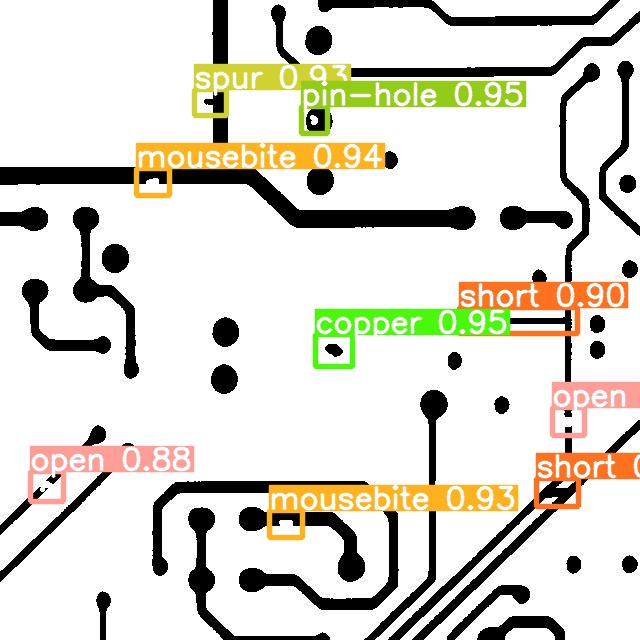 spur 0.93
pin-hole 0.95
mousebite 0.94
short 0.90
copper 0.95
open
open 0.88
short
mousebite 0.93